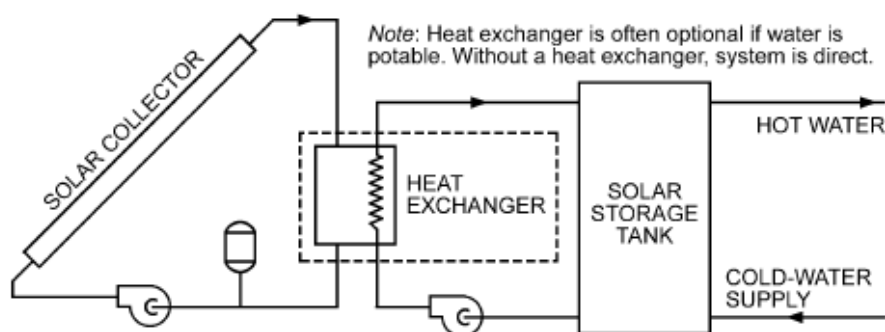 Note: Heat exchanger is often optional if water is
potable. Without a heat exchanger, system is direct.
SOLAR COLLECTOR
HEAT
EXCHANGER
SOLAR
STORAGE
TANK
HOT WATER
COLD-WATER
SUPPLY